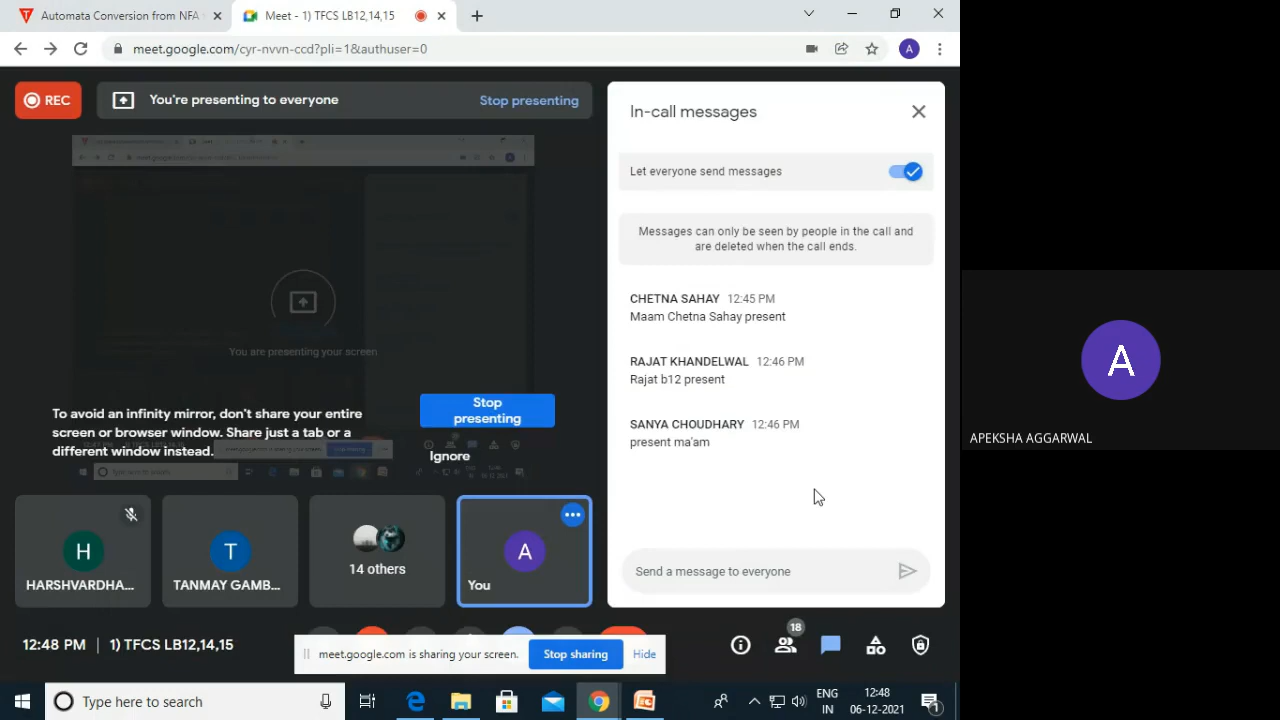 Automata Conversion from NFA
Meet - 1) TFCS LB12,14,15
meet.google.com/cyr-nvvn-ccd?pli=1&authuser=0
A
REC
You're presenting to everyone
Stop presenting
You are presenting your screen
To avoid an infinity mirror, don't share your entire
screen or browser window. Share just a tab or a
different window instead.
Stop
presenting
Ignore
In-call messages
Let everyone send messages
Messages can only be seen by people in the call and
are deleted when the call ends.
CHETNA SAHAY 12:45 PM
Maam Chetna Sahay present
RAJAT KHANDELWAL 12:46 PM
Rajat b12 present
SANYA CHOUDHARY 12:46 PM
present ma'am
Send a message to everyone
H
HARSHVARDHA...
T
TANMAY GAMB...
14 others
A
You
12:48 PM | 1) TFCS LB12,14,15
meet.google.com is sharing your screen.
Stop sharing
Hide
18
Type here to search
ENG
IN
12:48
06-12-2021
1
A
APEKSHA AGGARWAL